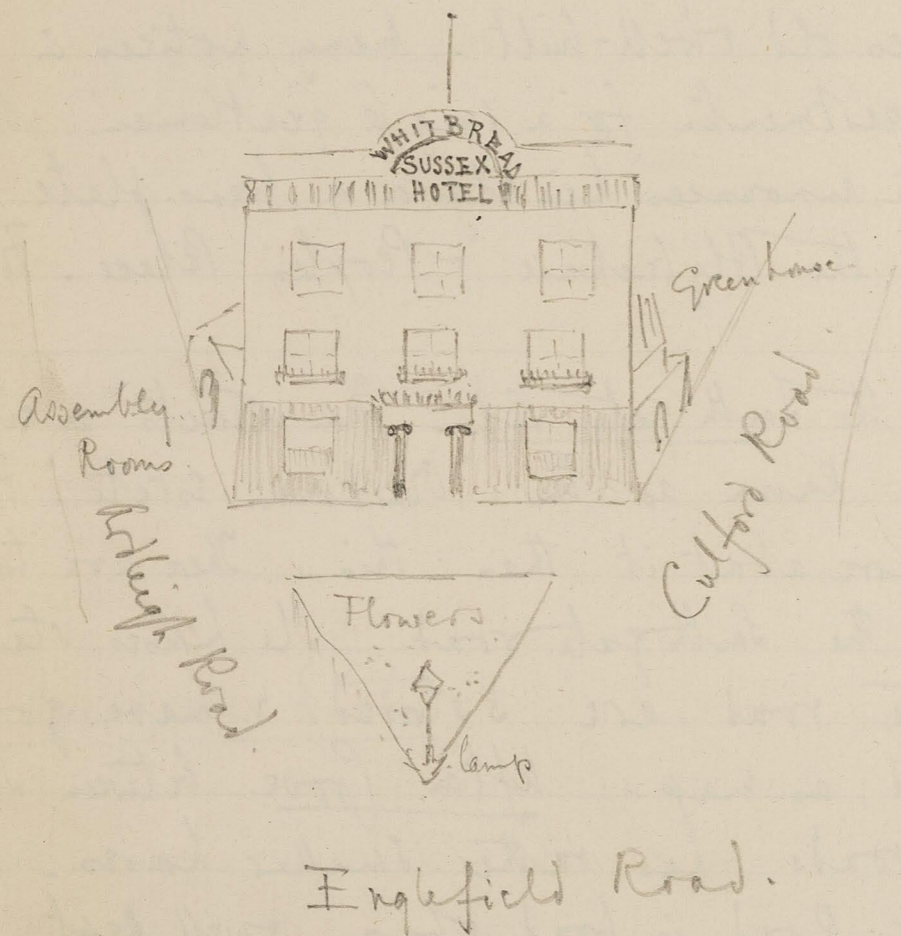 WHITBREAD
SUSSEX
HOTEL
Greenhouse
Assembly
Rooms
Ardleigh Road.
Culford Road.
Flowers
lamp
Englefield Road.